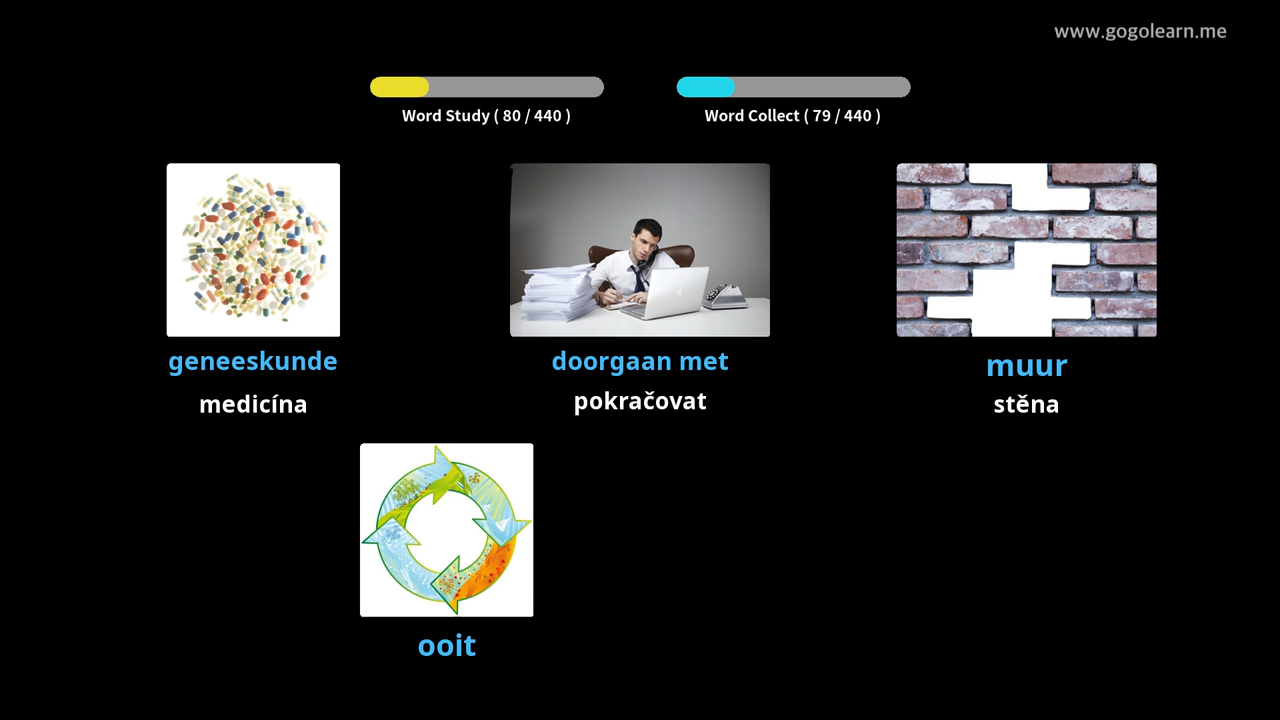 www.gogolearn.me
Word Study ( 80 / 440 )
Word Collect ( 79 / 440 )
geneeskunde
doorgaan met
muur
medicína
pokračovat
stěna
ooit